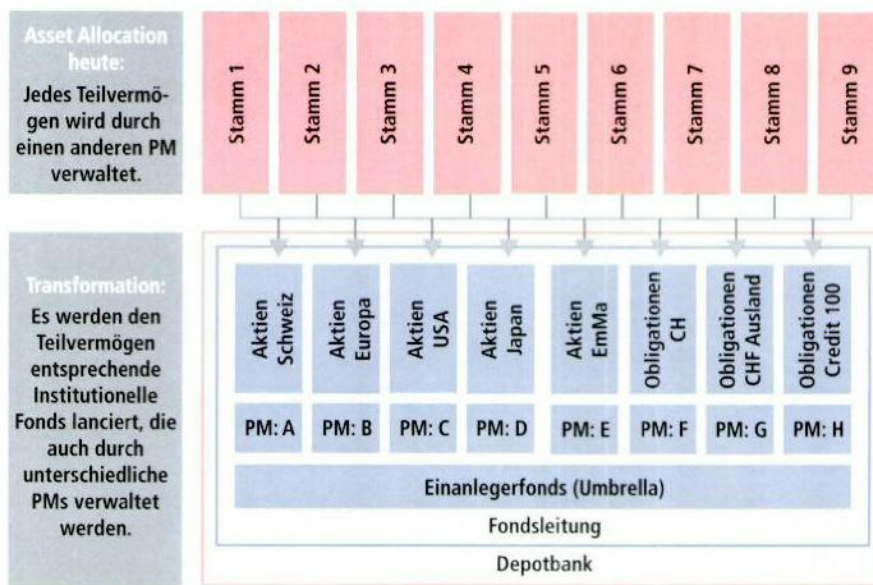 Asset Allocation
heute:
Jedes Teilvermö-
gen wird durch
einen anderen PM
verwaltet.
Stamm 1
Stamm 2
Stamm 3
Stamm 4
Stamm 5
Stamm 6
Stamm 7
Stamm 8
Stamm 9
Transformation:
Es werden den
Teilvermögen
entsprechende
Institutionelle
Fonds lanciert, die
auch durch
unterschiedliche
PMs verwaltet
werden.
Aktien
Schweiz
Aktien
Europa
Aktien
USA
Aktien
Japan
Aktien
EmMa
Obligationen
CH
Obligationen
CHF Ausland
Obligationen
Credit 100
PM: A
PM: B
PM: C
PM: D
PM: E
PM: F
PM: G
PM: H
Einanlegerfonds (Umbrella)
Fondsleitung
Depotbank